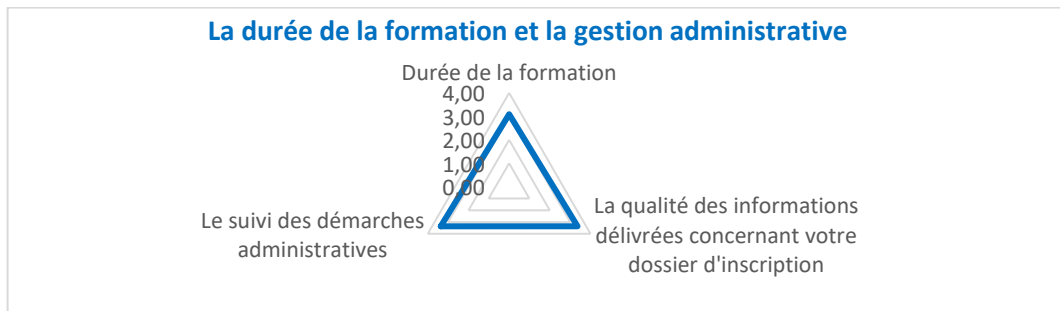 La durée de la formation et la gestion administrative
Durée de la formation
4,00
3,00
2,00
1,00
0,00
Le suivi des démarches
administratives
La qualité des informations
délivrées concernant votre
dossier d'inscription